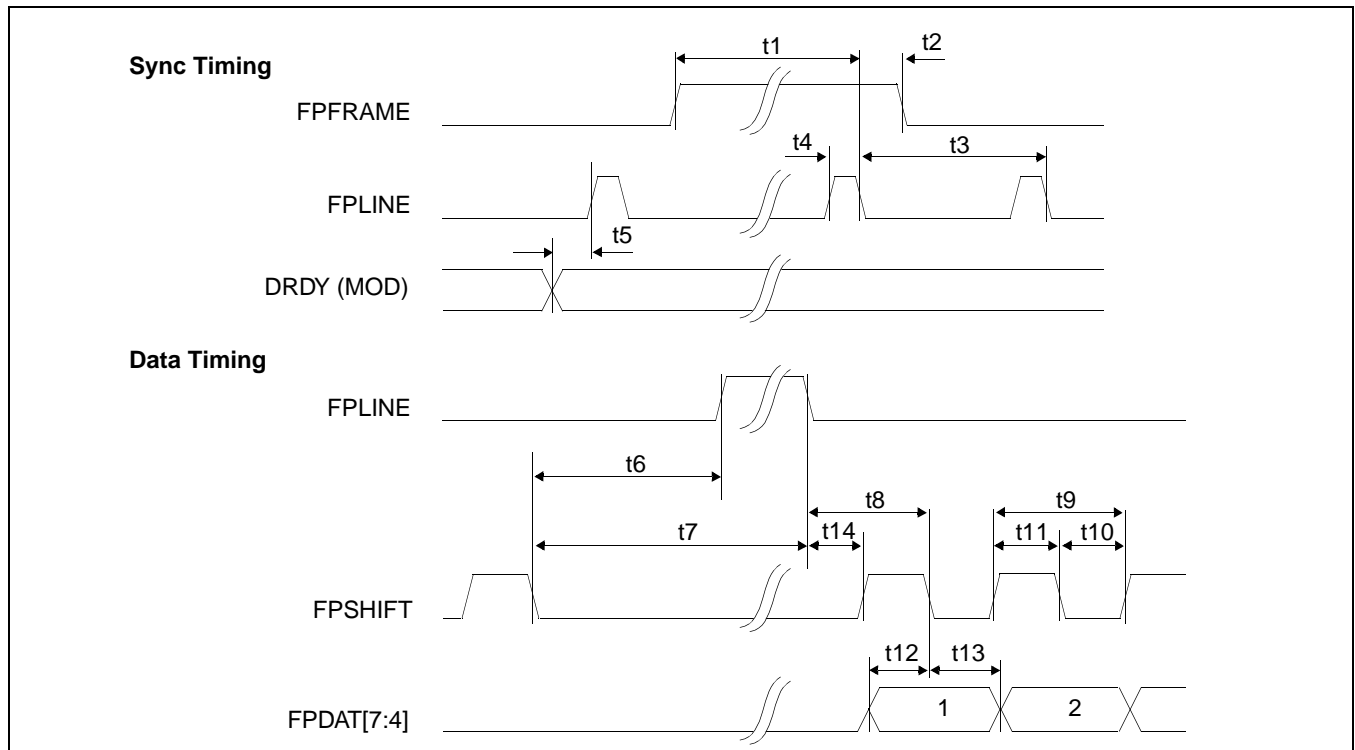 Sync Timing
t1
t2
FPFRAME
t4
t3
FPLINE
t5
DRDY (MOD)
Data Timing
FPLINE
t6
t8
t9
t7
t14
t11
t10
FPSHIFT
t12
t13
FPDAT[7:4]
1
2